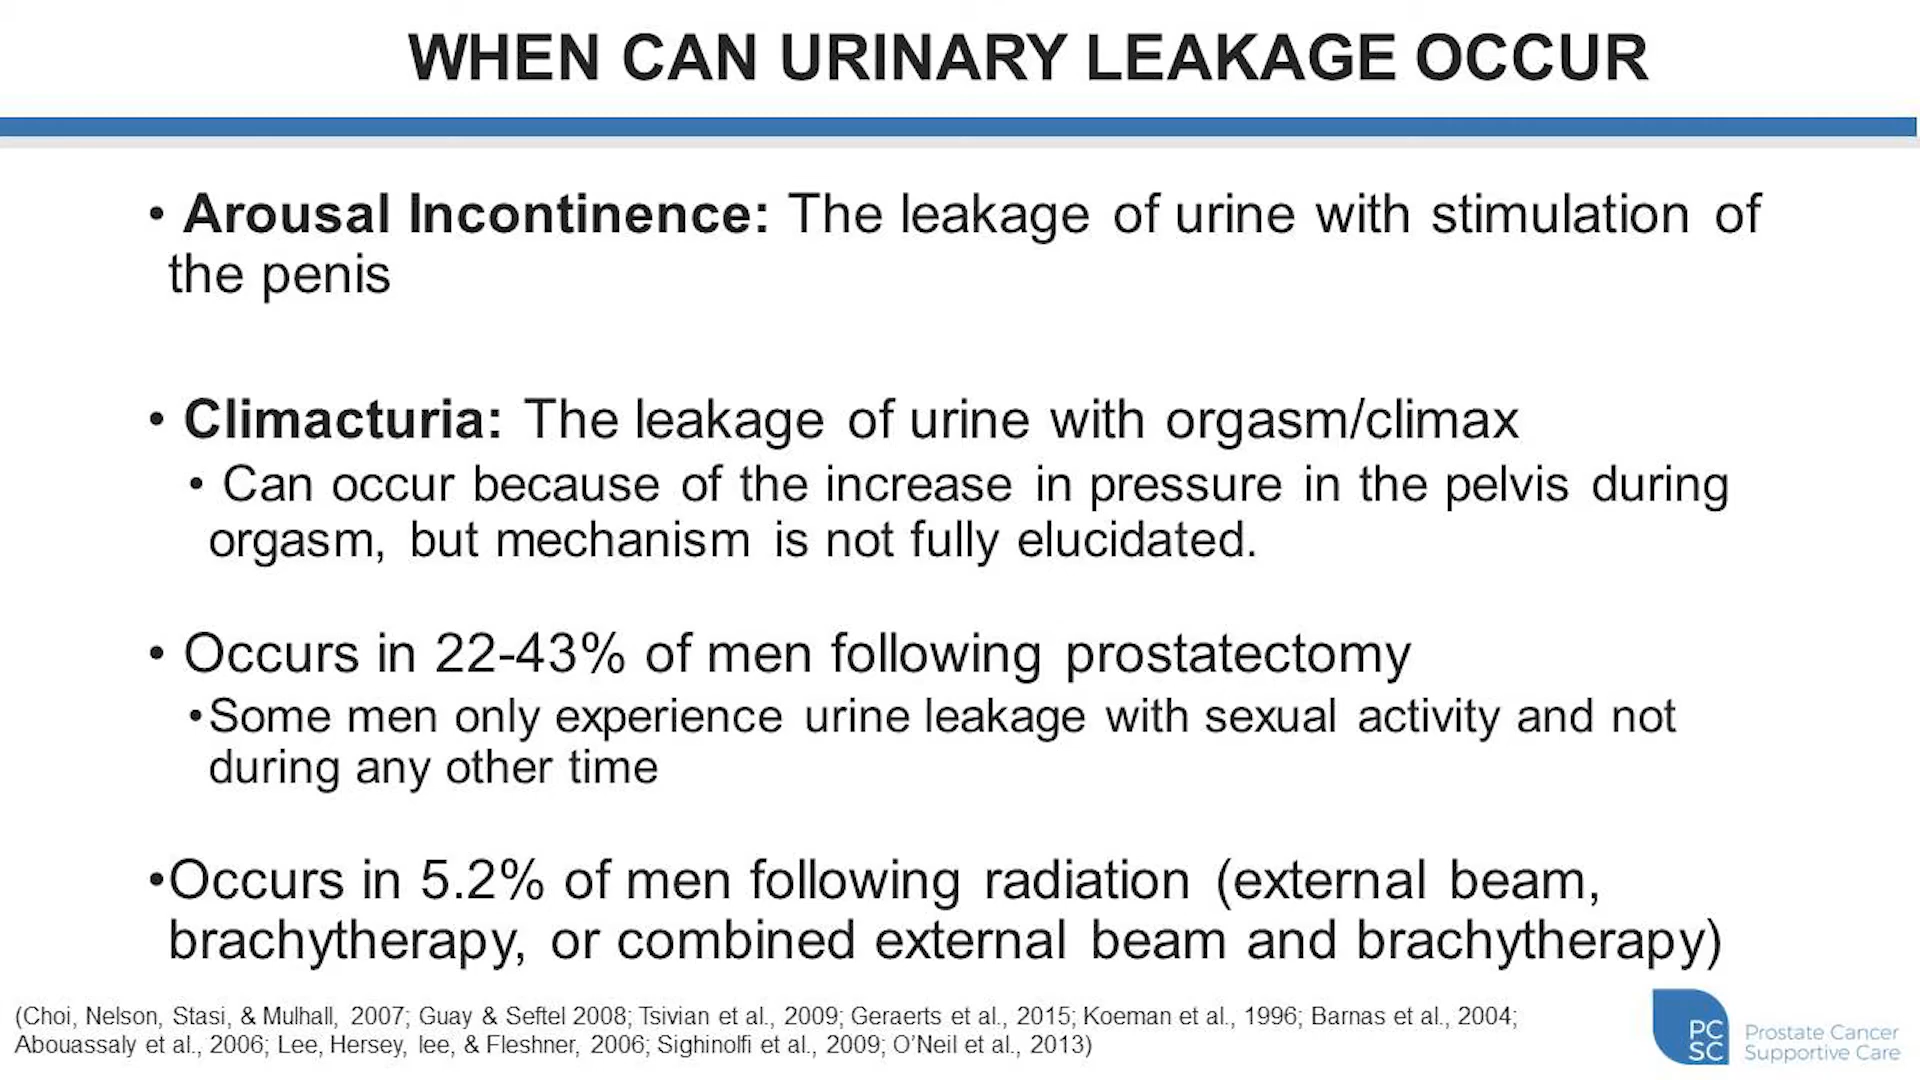 WHEN CAN URINARY LEAKAGE OCCUR
• Arousal Incontinence: The leakage of urine with stimulation of
the penis
• Climacturia: The leakage of urine with orgasm/climax
• Can occur because of the increase in pressure in the pelvis during
orgasm, but mechanism is not fully elucidated.
• Occurs in 22-43% of men following prostatectomy
•Some men only experience urine leakage with sexual activity and not
during any other time
•Occurs in 5.2% of men following radiation (external beam,
brachytherapy, or combined external beam and brachytherapy)
(Choi, Nelson, Stasi, & Mulhall, 2007; Guay & Seftel 2008; Tsivian et al., 2009; Geraerts et al., 2015; Koeman et al., 1996; Barnas et al., 2004;
Abouassaly et al., 2006; Lee, Hersey, lee, & Fleshner, 2006; Sighinolfi et al., 2009; O’Neil et al., 2013)
PC
SC
Prostate Cancer
Supportive Care